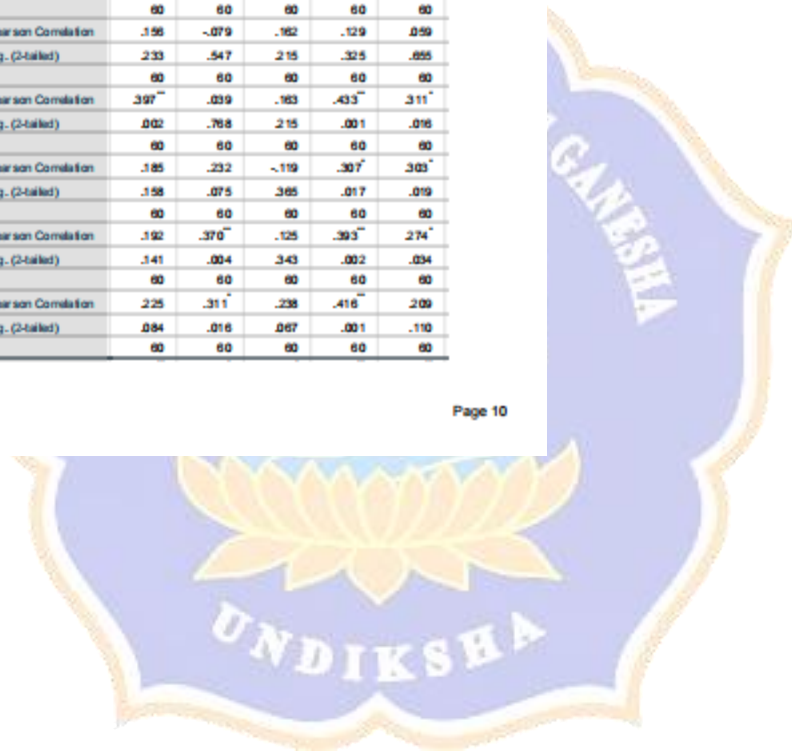 60 60 60 60 60
arson Correlation .156 -.079 .162 .129 .059
g. (2-tailed) .233 .547 .215 .325 .655
60 60 60 60 60
arson Correlation .397** .039 .163 .433** .311*
g. (2-tailed) .002 .768 .215 .001 .016
60 60 60 60 60
arson Correlation .185 .232 -.119 .307* .303*
g. (2-tailed) .158 .075 .365 .017 .019
60 60 60 60 60
arson Correlation .192 .370** .125 .393** .274*
g. (2-tailed) .141 .004 .343 .002 .034
60 60 60 60 60
arson Correlation .225 .311* .238 .416** .209
g. (2-tailed) .084 .016 .067 .001 .110
60 60 60 60 60
Page 10
GANESHA
UNDIKSHA